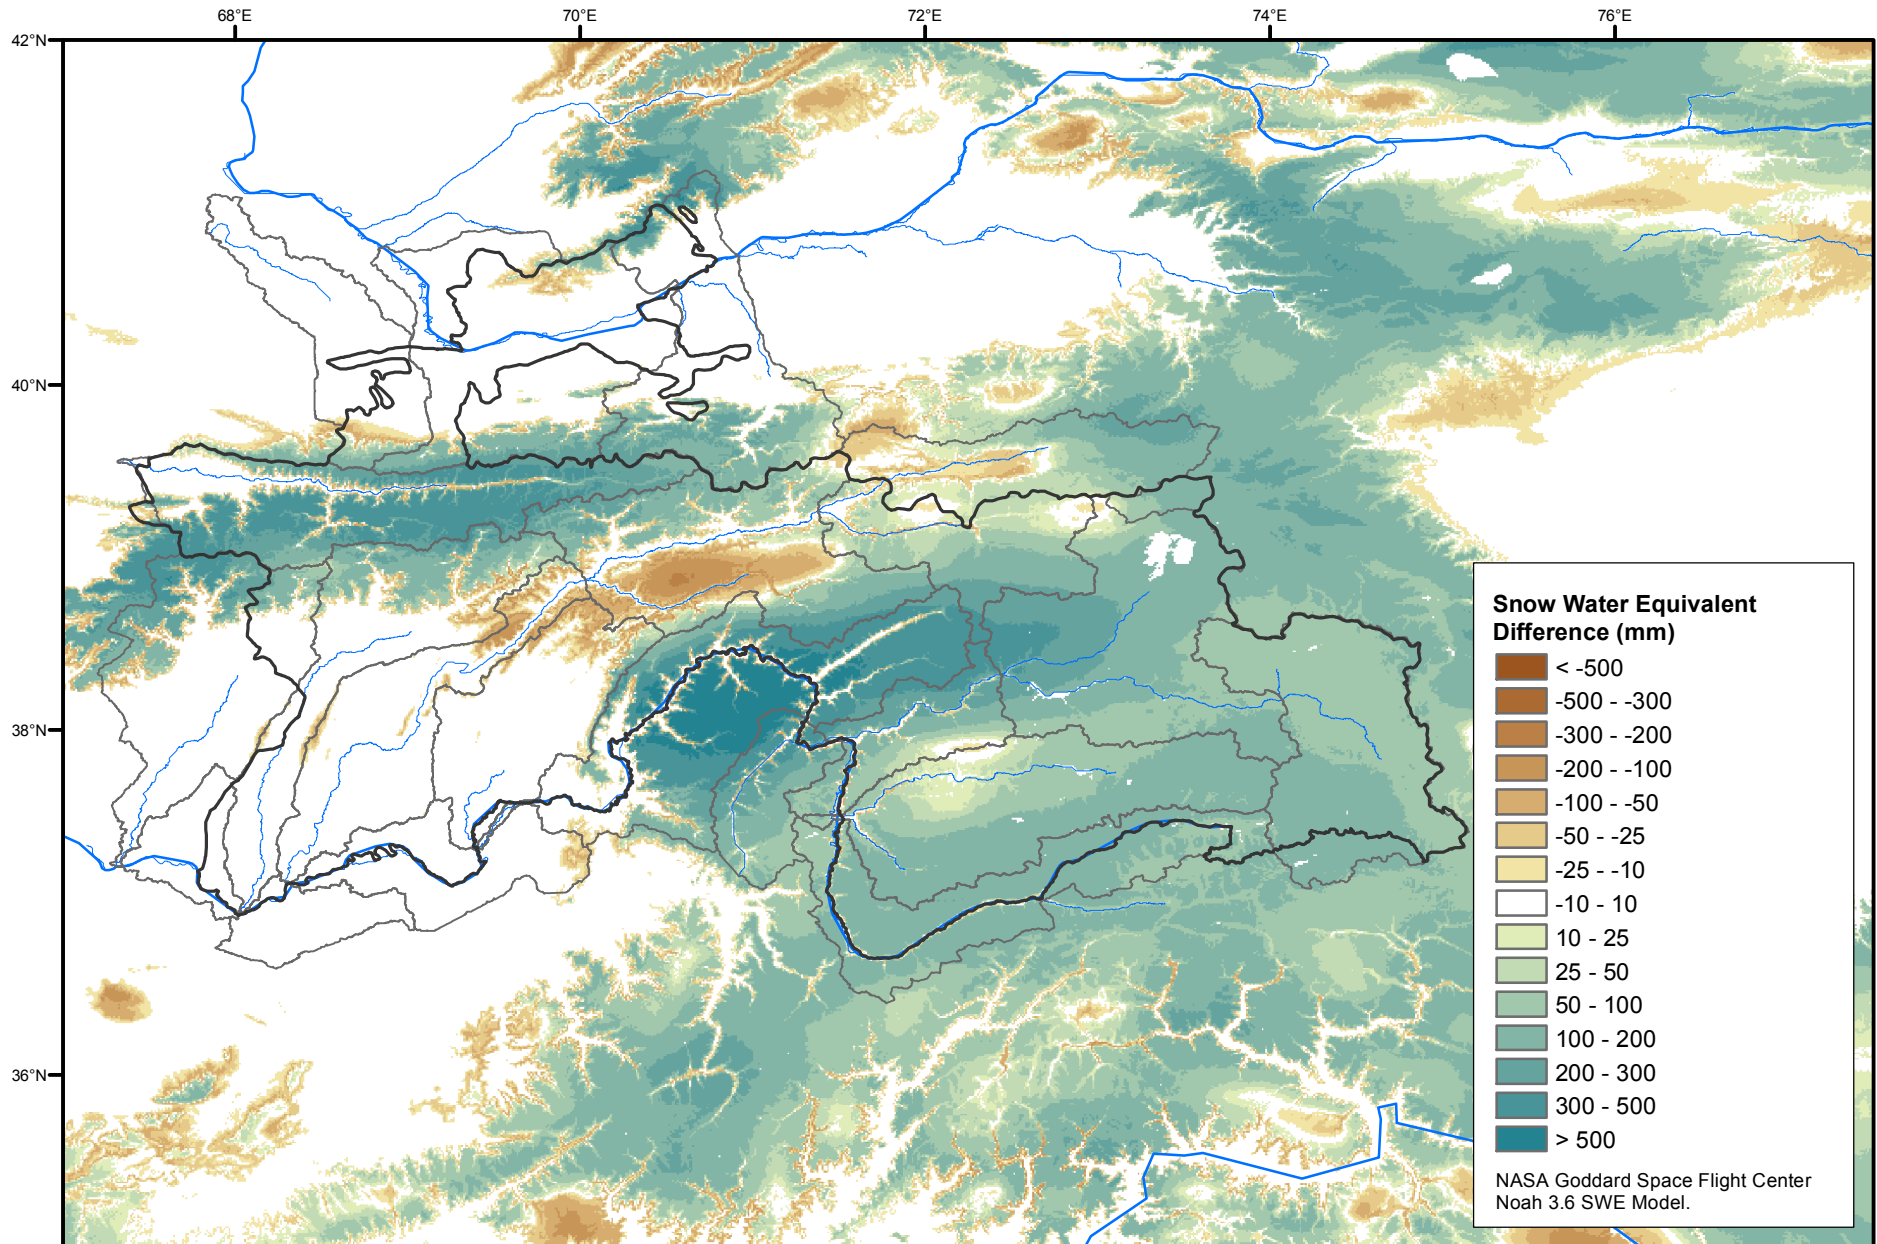 68°E
70°E
72°E
74°E
76°E
42°N
40°N
38°N
36°N
Snow Water Equivalent
Difference (mm)
< -500
-500 - -300
-300 - -200
-200 - -100
-100 - -50
-50 - -25
-25 - -10
-10 - 10
10 - 25
25 - 50
50 - 100
100 - 200
200 - 300
300 - 500
> 500
NASA Goddard Space Flight Center
Noah 3.6 SWE Model.